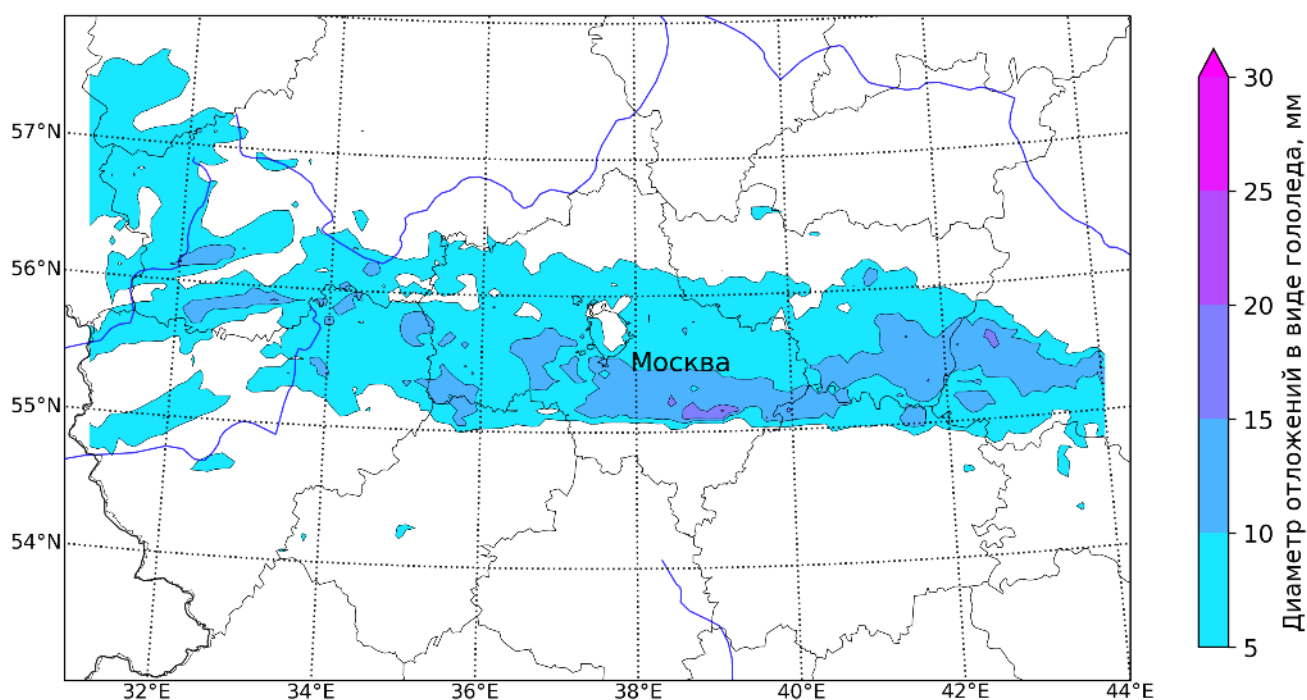 57°N
56°N
55°N
54°N
32°E
34°E
36°E
38°E
40°E
42°E
44°E
Москва
30
25
20
15
10
5
Диаметр отложений в виде гололеда, мм